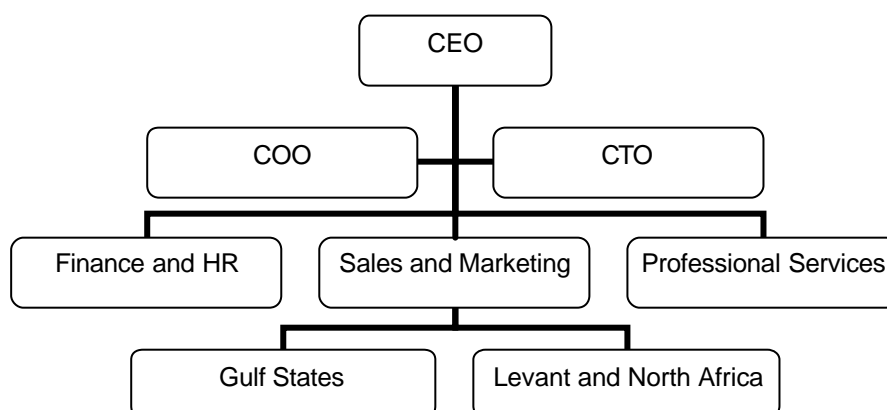 CEO
COO
CTO
Finance and HR
Sales and Marketing
Professional Services
Gulf States
Levant and North Africa